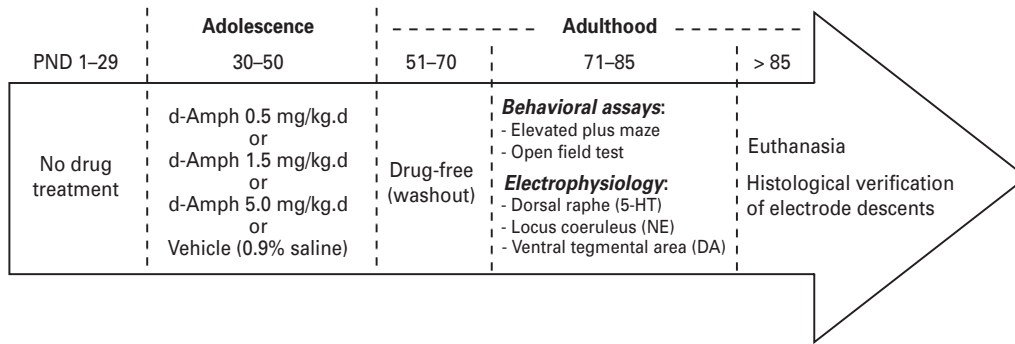 Adolescence
Adulthood
PND 1–29
30–50
51–70
71–85
> 85
No drug
treatment
d-Amph 0.5 mg/kg.d
or
d-Amph 1.5 mg/kg.d
or
d-Amph 5.0 mg/kg.d
or
Vehicle (0.9% saline)
Drug-free
(washout)
Behavioral assays:
- Elevated plus maze
- Open field test
Electrophysiology:
- Dorsal raphe (5-HT)
- Locus coeruleus (NE)
- Ventral tegmental area (DA)
Euthanasia
Histological verification
of electrode descents